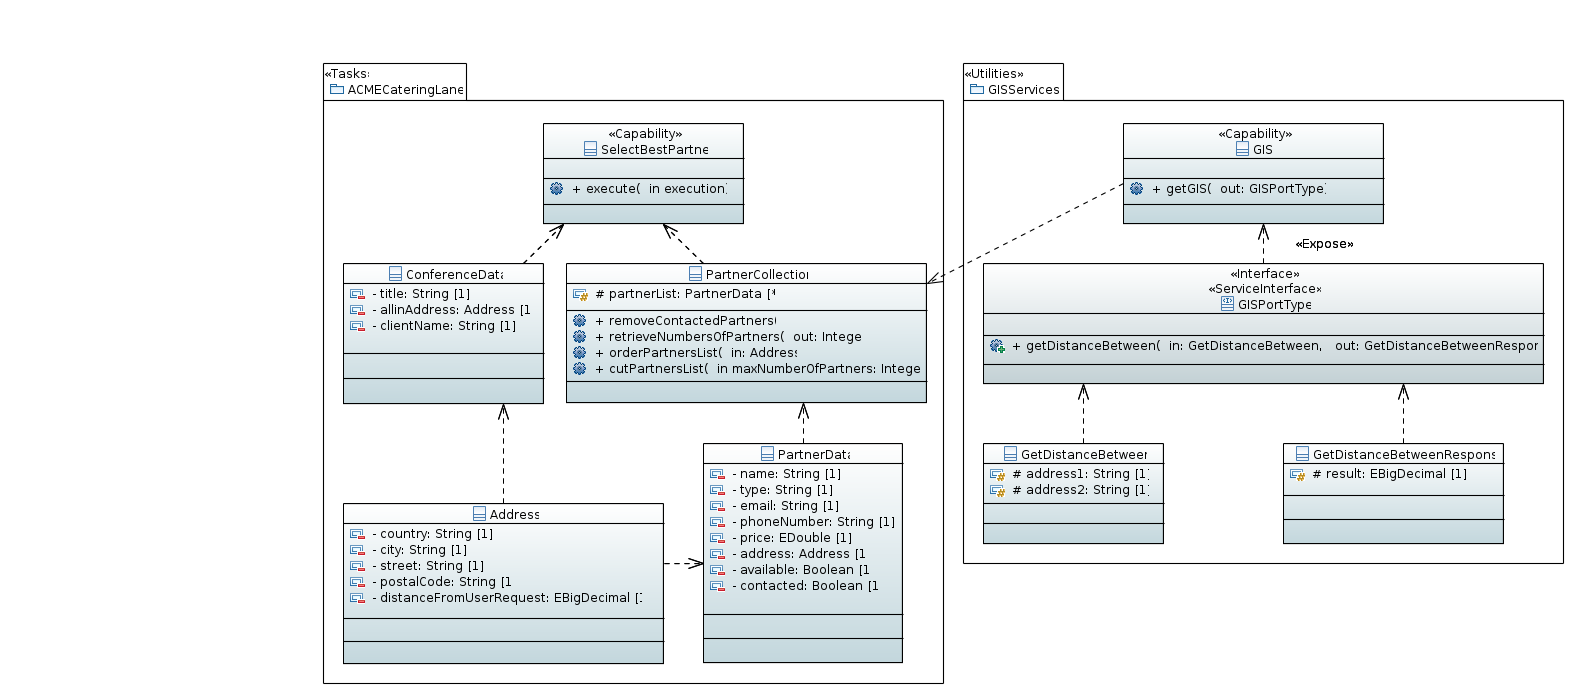 «Tasks:
ACMECateringLane
«Capability»
SelectBestPartne
+ execute( in execution)
ConferenceData
- title: String [1]
- allinAddress: Address [1
- clientName: String [1]
PartnerCollection
# partnerList: PartnerData [*
+ removeContactedPartners(
+ retrieveNumbersOfPartners( out: Intege
+ orderPartnersList( in: Address
+ cutPartnersList( in maxNumberOfPartners: Intege
Address
- country: String [1]
- city: String [1]
- street: String [1]
- postalCode: String [1
- distanceFromUserRequest: EBigDecimal [1
PartnerData
- name: String [1]
- type: String [1]
- email: String [1]
- phoneNumber: String [1]
- price: EDouble [1]
- address: Address [1
- available: Boolean [1
- contacted: Boolean [1
«Utilities»
GISServices
«Capability»
GIS
+ getGIS( out: GISPortType)
«Expose»
«Interface»
«ServiceInterface»
GISPortType
+ getDistanceBetween( in: GetDistanceBetween, out: GetDistanceBetweenRespor
GetDistanceBetweer
# address1: String [1]
# address2: String [1]
GetDistanceBetweenRespons
# result: EBigDecimal [1]